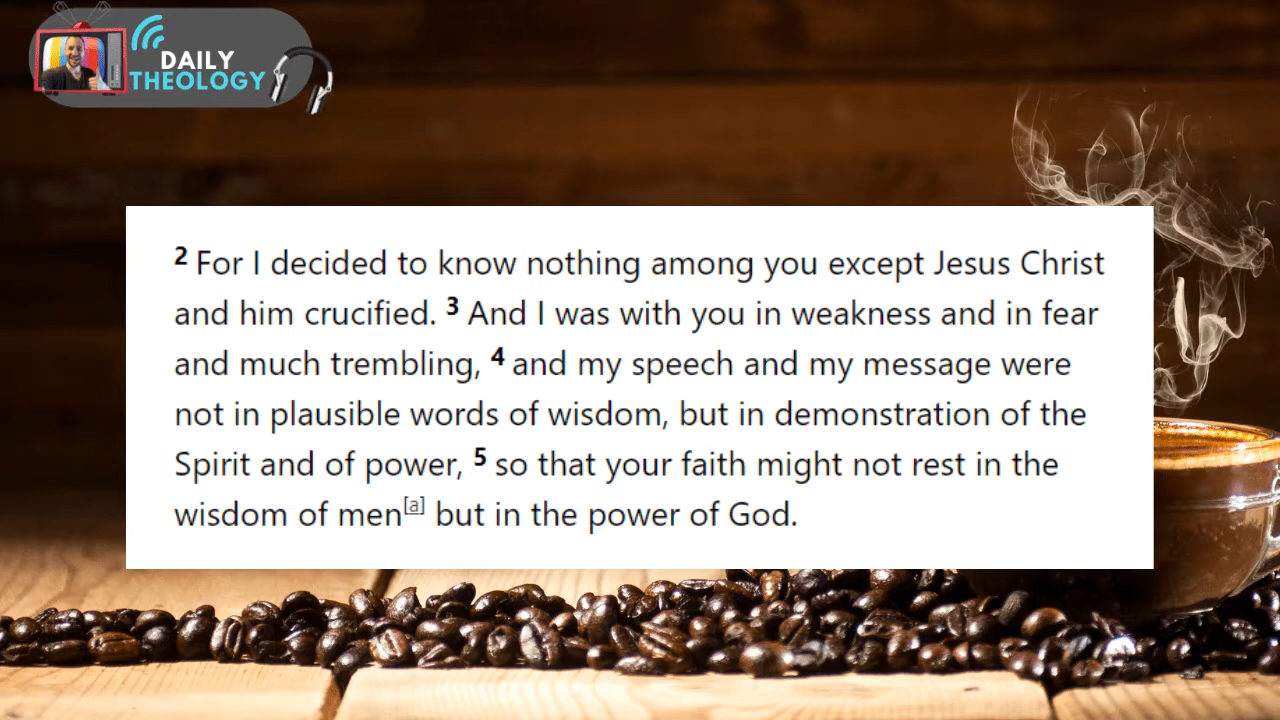 DAILY
THEOLOGY
2 For I decided to know nothing among you except Jesus Christ
and him crucified. 3 And I was with you in weakness and in fear
and much trembling, 4 and my speech and my message were
not in plausible words of wisdom, but in demonstration of the
Spirit and of power, 5 so that your faith might not rest in the
wisdom of men[a] but in the power of God.